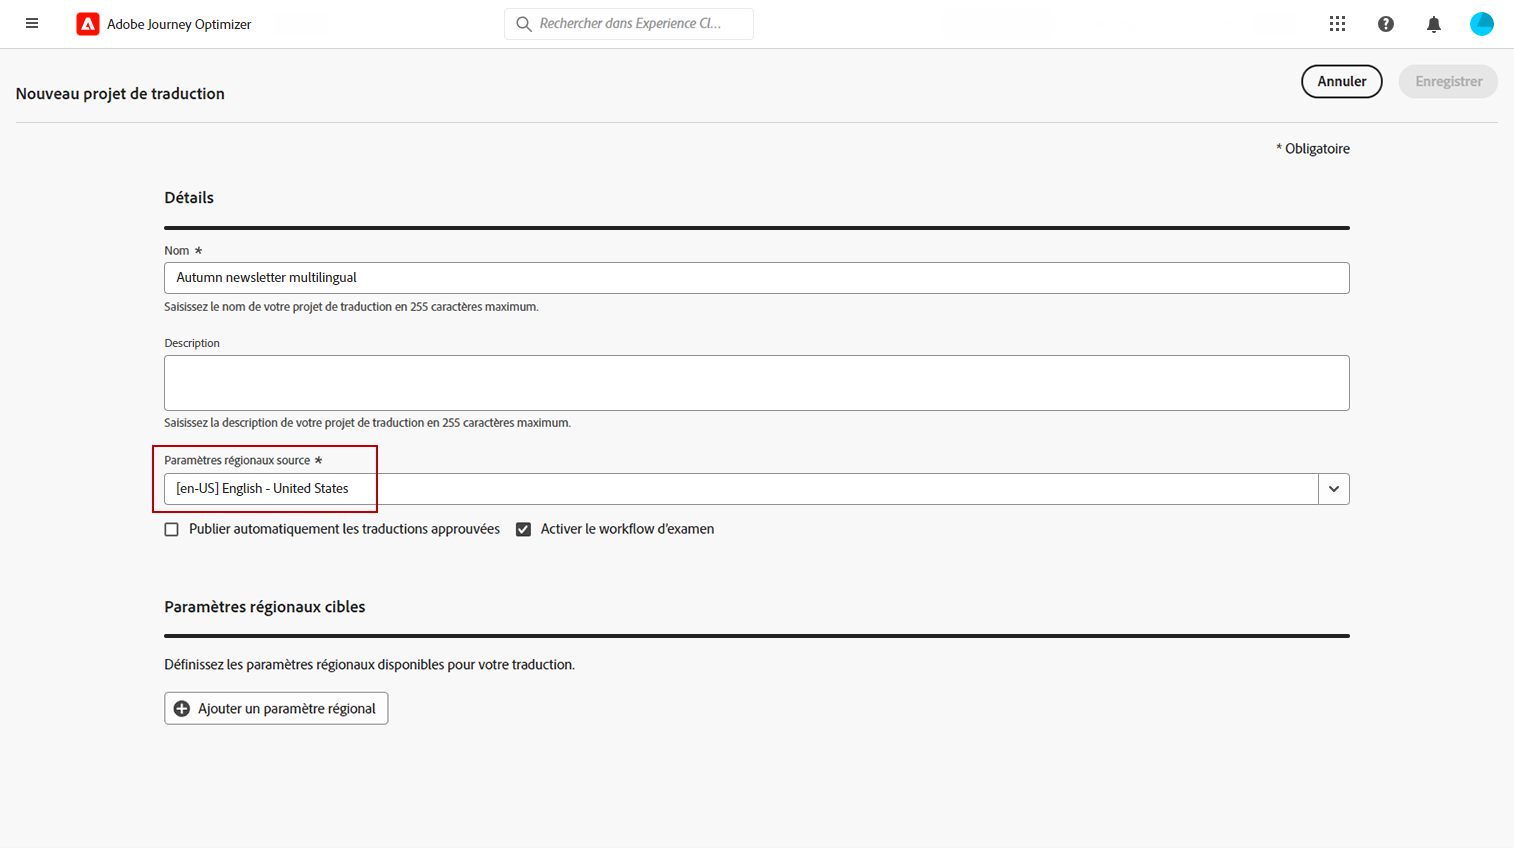 Adobe Journey Optimizer
Rechercher dans Experience Cl...
Nouveau projet de traduction
Annuler
Enregistrer
* Obligatoire
Détails
Nom *
Autumn newsletter multilingual
Saisissez le nom de votre projet de traduction en 255 caractères maximum.
Description
Saisissez la description de votre projet de traduction en 255 caractères maximum.
Paramètres régionaux source *
[en-US] English - United States
Publier automatiquement les traductions approuvées
Activer le workflow d'examen
Paramètres régionaux cibles
Définissez les paramètres régionaux disponibles pour votre traduction.
Ajouter un paramètre régional